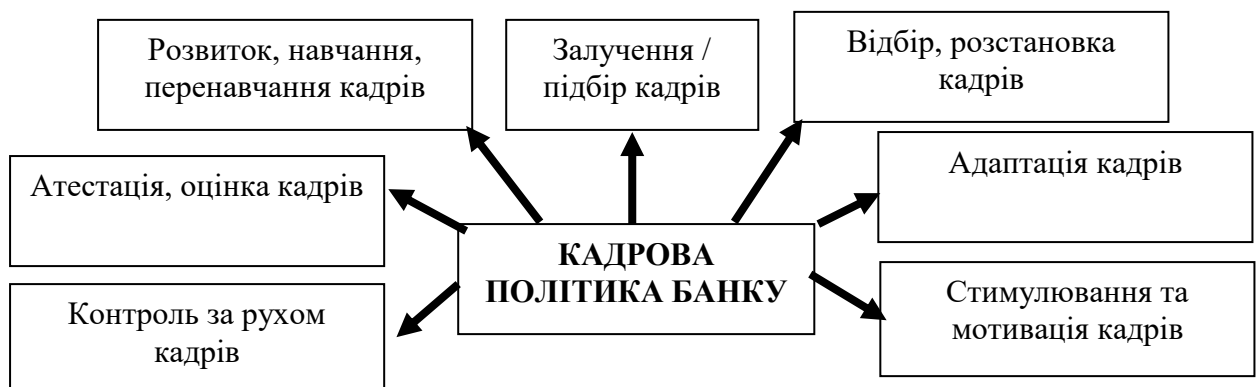 Розвиток, навчання,
перенавчання кадрів
Залучення /
підбір кадрів
Відбір, розстановка
кадрів
Атестація, оцінка кадрів
Адаптація кадрів
КАДРОВА
ПОЛІТИКА БАНКУ
Контроль за рухом
кадрів
Стимулювання та
мотивація кадрів